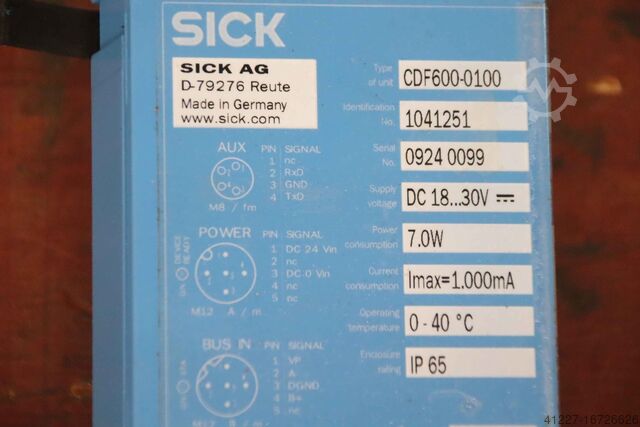 SICK
SICK AG
D-79276 Reute
Made in Germany
www.sick.com
Type of unit CDF600-0100
Identification No. 1041251
Serial No. 0924 0099
Supply voltage DC 18...30V
Power consumption 7.0W
Current consumption Imax=1.000mA
Operating temperature 0 - 40 °C
Enclosure rating IP 65
AUX PIN SIGNAL
1 nc
2 RxD
3 GND
4 TxD
M8 / fm
POWER PIN SIGNAL
1 DC 24 Vin
2 nc
3 DC 0 Vin
4 nc
5 nc
DEVICE READY
M12 A / m
BUS IN PIN SIGNAL
1 VP
2 A
3 DGND
4 B+
5 nc
STA
41227-16726626